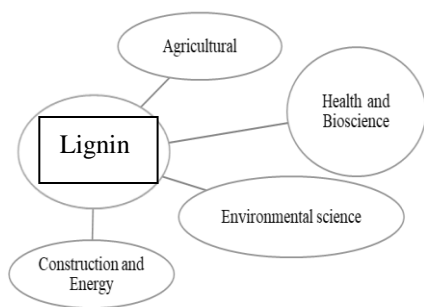 Agricultural
Health and
Bioscience
Lignin
Environmental science
Construction and
Energy